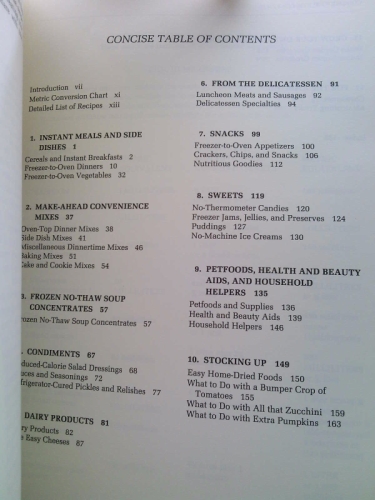 CONCISE TABLE OF CONTENTS
Introduction vii
Metric Conversion Chart xi
Detailed List of Recipes xiii
1. INSTANT MEALS AND SIDE
DISHES 1
Cereals and Instant Breakfasts 2
Freezer-to-Oven Dinners 10
Freezer-to-Oven Vegetables 32
2. MAKE-AHEAD CONVENIENCE
MIXES 37
Oven-Top Dinner Mixes 38
Side Dish Mixes 41
Miscellaneous Dinnertime Mixes 46
aking Mixes 51
ake and Cookie Mixes 54
3. FROZEN NO-THAW SOUP
CONCENTRATES 57
rozen No-Thaw Soup Concentrates 57
. CONDIMENTS 67
educed-Calorie Salad Dressings 68
uces and Seasonings 72
frigerator-Cured Pickles and Relishes 77
DAIRY PRODUCTS 81
ry Products 82
e Easy Cheeses 87
6. FROM THE DELICATESSEN 91
Luncheon Meats and Sausages 92
Delicatessen Specialties 94
7. SNACKS 99
Freezer-to-Oven Appetizers 100
Crackers, Chips, and Snacks 106
Nutritious Goodies 112
8. SWEETS 119
No-Thermometer Candies 120
Freezer Jams, Jellies, and Preserves 124
Puddings 127
No-Machine Ice Creams 130
9. PETFOODS, HEALTH AND BEAUTY
AIDS, AND HOUSEHOLD
HELPERS 135
Petfoods and Supplies 136
Health and Beauty Aids 139
Household Helpers 146
10. STOCKING UP 149
Easy Home-Dried Foods 150
What to Do with a Bumper Crop of
Tomatoes 155
What to Do with All that Zucchini 159
What to Do with Extra Pumpkins 163